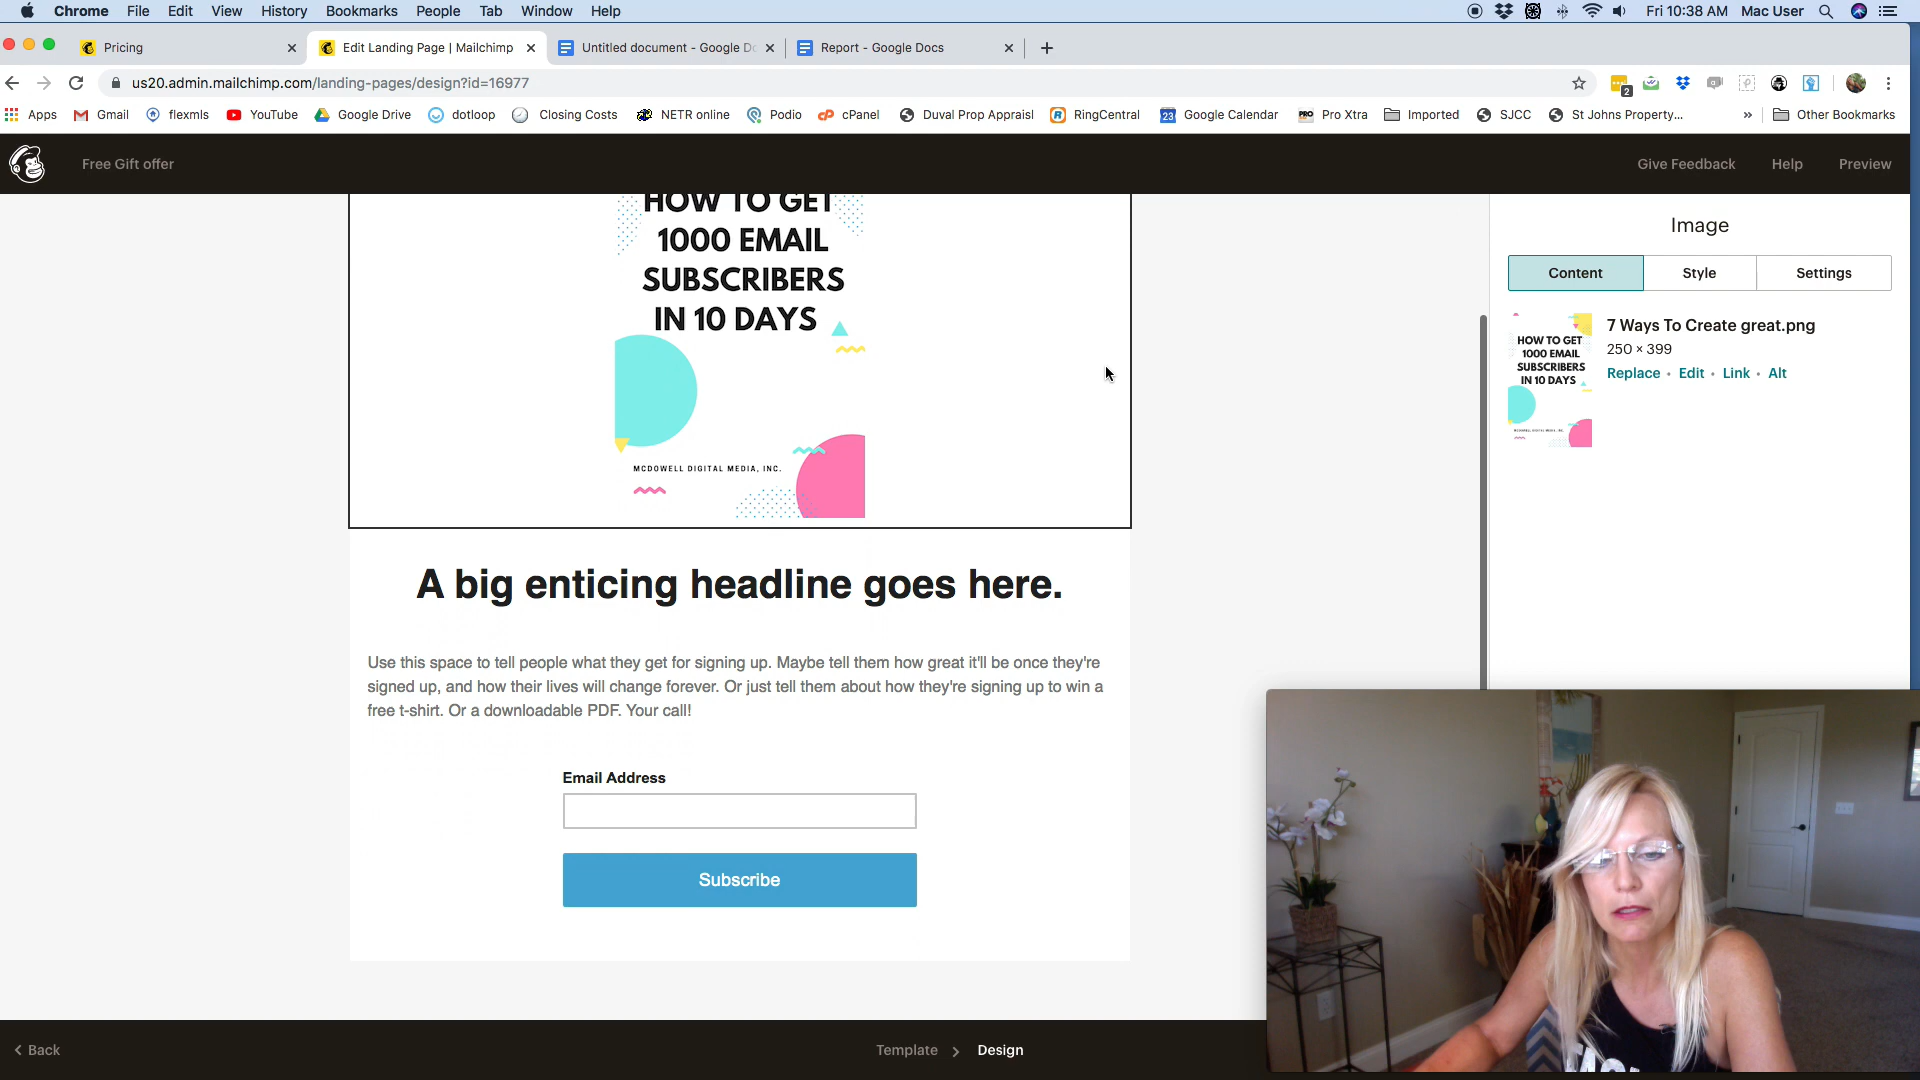 Chrome File Edit View History Bookmarks People Tab Window Help Fri 10:38 AM Mac User
Pricing Edit Landing Page | Mailchimp Untitled document - Google Do Report - Google Docs
us20.admin.mailchimp.com/landing-pages/design?id=16977
2
Apps Gmail flexmls YouTube Google Drive dotloop Closing Costs NETR online Podio cPanel Duval Prop Appraisl RingCentral 23 Google Calendar PRO Pro Xtra Imported SJCC St Johns Property... » Other Bookmarks
Free Gift offer Give Feedback Help Preview
HOW TO GET
1000 EMAIL
SUBSCRIBERS
IN 10 DAYS
MCDOWELL DIGITAL MEDIA, INC.
A big enticing headline goes here.
Use this space to tell people what they get for signing up. Maybe tell them how great it'll be once they're
signed up, and how their lives will change forever. Or just tell them about how they're signing up to win a
free t-shirt. Or a downloadable PDF. Your call!
Email Address
Subscribe
Image
Content Style Settings
HOW TO GET
1000 EMAIL
SUBSCRIBERS
IN 10 DAYS
MCDOWELL DIGITAL MEDIA, INC.
7 Ways To Create great.png
250 × 399
Replace • Edit • Link • Alt
Back
Template Design